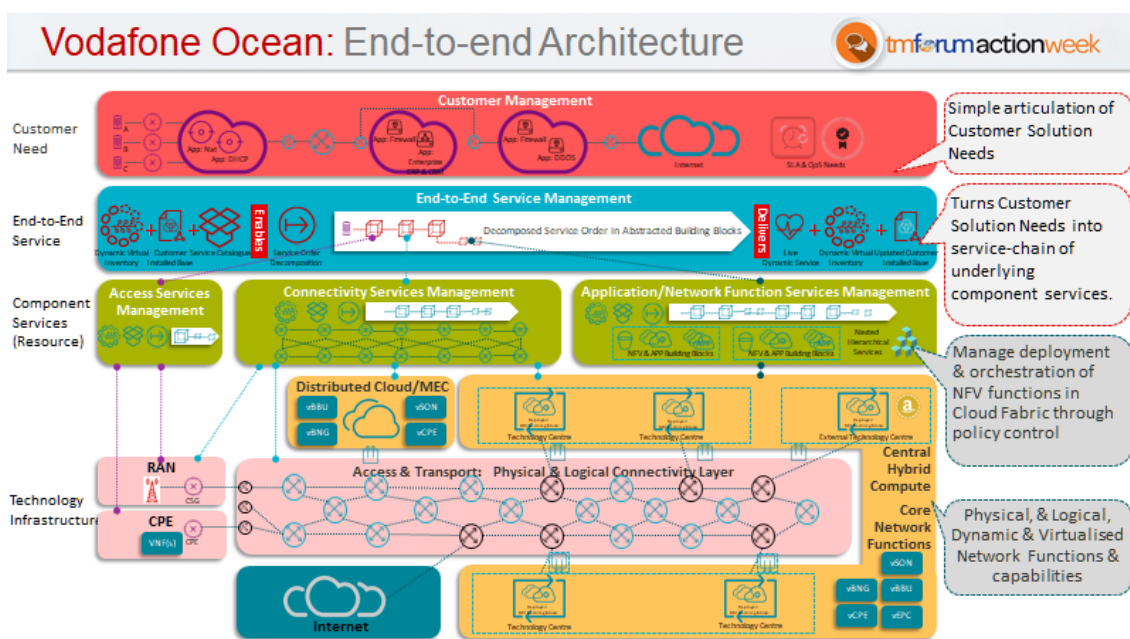 Vodafone Ocean: End-to-end Architecture
tmforumactionweek
Customer
Need
Customer Management
A
B
C
App: Nat
App: DHCP
App: Firewall
App:
Enterprise
App: Firewall
App: DDOS
Internet
SLA & QoS Needs
Simple articulation of
Customer Solution
Needs
End-to-End
Service
End-to-End Service Management
Dynamic Virtual
Inventory
Customer
Installed Base
Service Catalogue
Enables
Service Order
Decomposition
Decomposed Service Order in Abstracted Building Blocks
Delivers
Live
Dynamic Service
Dynamic Virtual
Inventory
Updated Customer
Installed Base
Turns Customer
Solution Needs into
service-chain of
underlying
component services.
Component
Services
(Resource)
Access Services
Management
Connectivity Services Management
Application/Network Function Services Management
NFV & APP Building Blocks
NFV & APP Building Blocks
Nested
Hierarchical
Services
Manage deployment
& orchestration of
NFV functions in
Cloud Fabric through
policy control
Distributed Cloud/MEC
vBBU
vSON
vBNG
vCPE
Technology Centre
Technology Centre
External Technology Centre
a
Central
Hybrid
Compute
Technology
Infrastructure
RAN
CSG
CPE
VNF(s)
CPE
Access & Transport: Physical & Logical Connectivity Layer
Core
Network
Functions
vSON
vBNG
vBBU
vCPE
vEPC
Physical, & Logical,
Dynamic & Virtualised
Network Functions &
capabilities
Internet
Technology Centre
Technology Centre